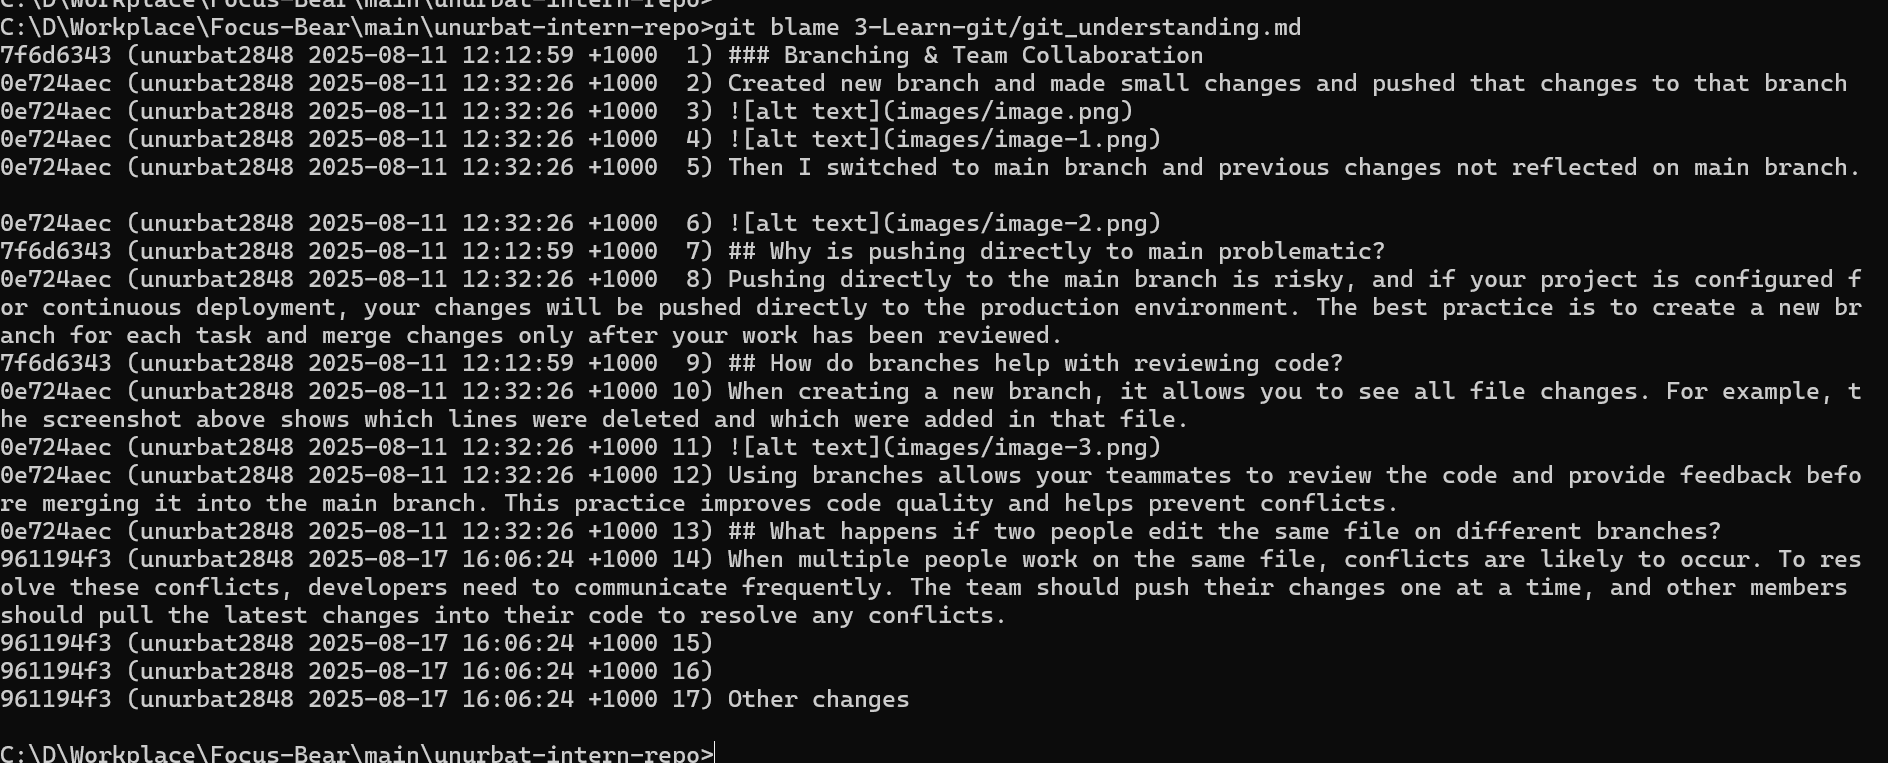 C:\D\Workplace\Focus-Bear\main\unurbat-intern-repo>
C:\D\Workplace\Focus-Bear\main\unurbat-intern-repo>git blame 3-Learn-git/git_understanding.md
7f6d6343 (unurbat2848 2025-08-11 12:12:59 +1000  1) ### Branching & Team Collaboration
0e724aec (unurbat2848 2025-08-11 12:32:26 +1000  2) Created new branch and made small changes and pushed that changes to that branch
0e724aec (unurbat2848 2025-08-11 12:32:26 +1000  3) ![alt text](images/image.png)
0e724aec (unurbat2848 2025-08-11 12:32:26 +1000  4) ![alt text](images/image-1.png)
0e724aec (unurbat2848 2025-08-11 12:32:26 +1000  5) Then I switched to main branch and previous changes not reflected on main branch.
0e724aec (unurbat2848 2025-08-11 12:32:26 +1000  6) ![alt text](images/image-2.png)
7f6d6343 (unurbat2848 2025-08-11 12:12:59 +1000  7) ## Why is pushing directly to main problematic?
0e724aec (unurbat2848 2025-08-11 12:32:26 +1000  8) Pushing directly to the main branch is risky, and if your project is configured f
or continuous deployment, your changes will be pushed directly to the production environment. The best practice is to create a new br
anch for each task and merge changes only after your work has been reviewed.
7f6d6343 (unurbat2848 2025-08-11 12:12:59 +1000  9) ## How do branches help with reviewing code?
0e724aec (unurbat2848 2025-08-11 12:32:26 +1000 10) When creating a new branch, it allows you to see all file changes. For example, t
he screenshot above shows which lines were deleted and which were added in that file.
0e724aec (unurbat2848 2025-08-11 12:32:26 +1000 11) ![alt text](images/image-3.png)
0e724aec (unurbat2848 2025-08-11 12:32:26 +1000 12) Using branches allows your teammates to review the code and provide feedback befo
re merging it into the main branch. This practice improves code quality and helps prevent conflicts.
0e724aec (unurbat2848 2025-08-11 12:32:26 +1000 13) ## What happens if two people edit the same file on different branches?
961194f3 (unurbat2848 2025-08-17 16:06:24 +1000 14) When multiple people work on the same file, conflicts are likely to occur. To res
olve these conflicts, developers need to communicate frequently. The team should push their changes one at a time, and other members
should pull the latest changes into their code to resolve any conflicts.
961194f3 (unurbat2848 2025-08-17 16:06:24 +1000 15)
961194f3 (unurbat2848 2025-08-17 16:06:24 +1000 16)
961194f3 (unurbat2848 2025-08-17 16:06:24 +1000 17) Other changes
C:\D\Workplace\Focus-Bear\main\unurbat-intern-repo>